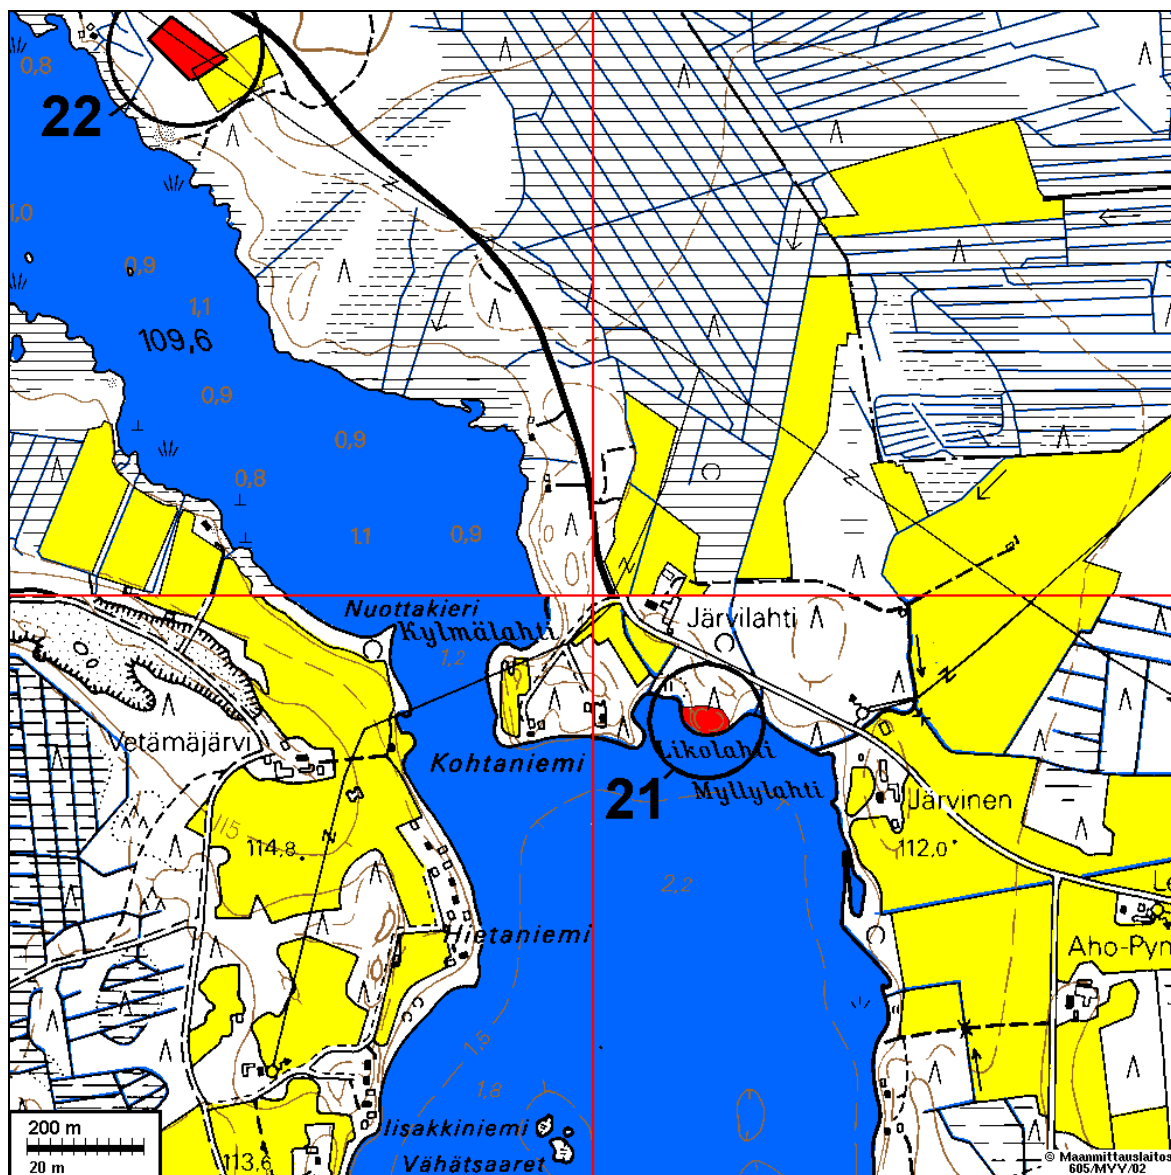 0,8
22
1,0
0,9
1,1
109,6
0,9
0,9
0,8
1.1
0,9
Nuottakieri
Kylmälahti
1,2
Järvilahti
Vetämäjärvi
Kohtaniemi
Likolahti
21
Myllylahti
Järvinen
115
114,8
112,0
2,2
Le
Hietaniemi
Aho-Pyn
1,5
1,8
Iisakkiniemi
Vähätsaaret
113,6
200 m
20 m
© Maanmittauslaitos
605/MYY/02